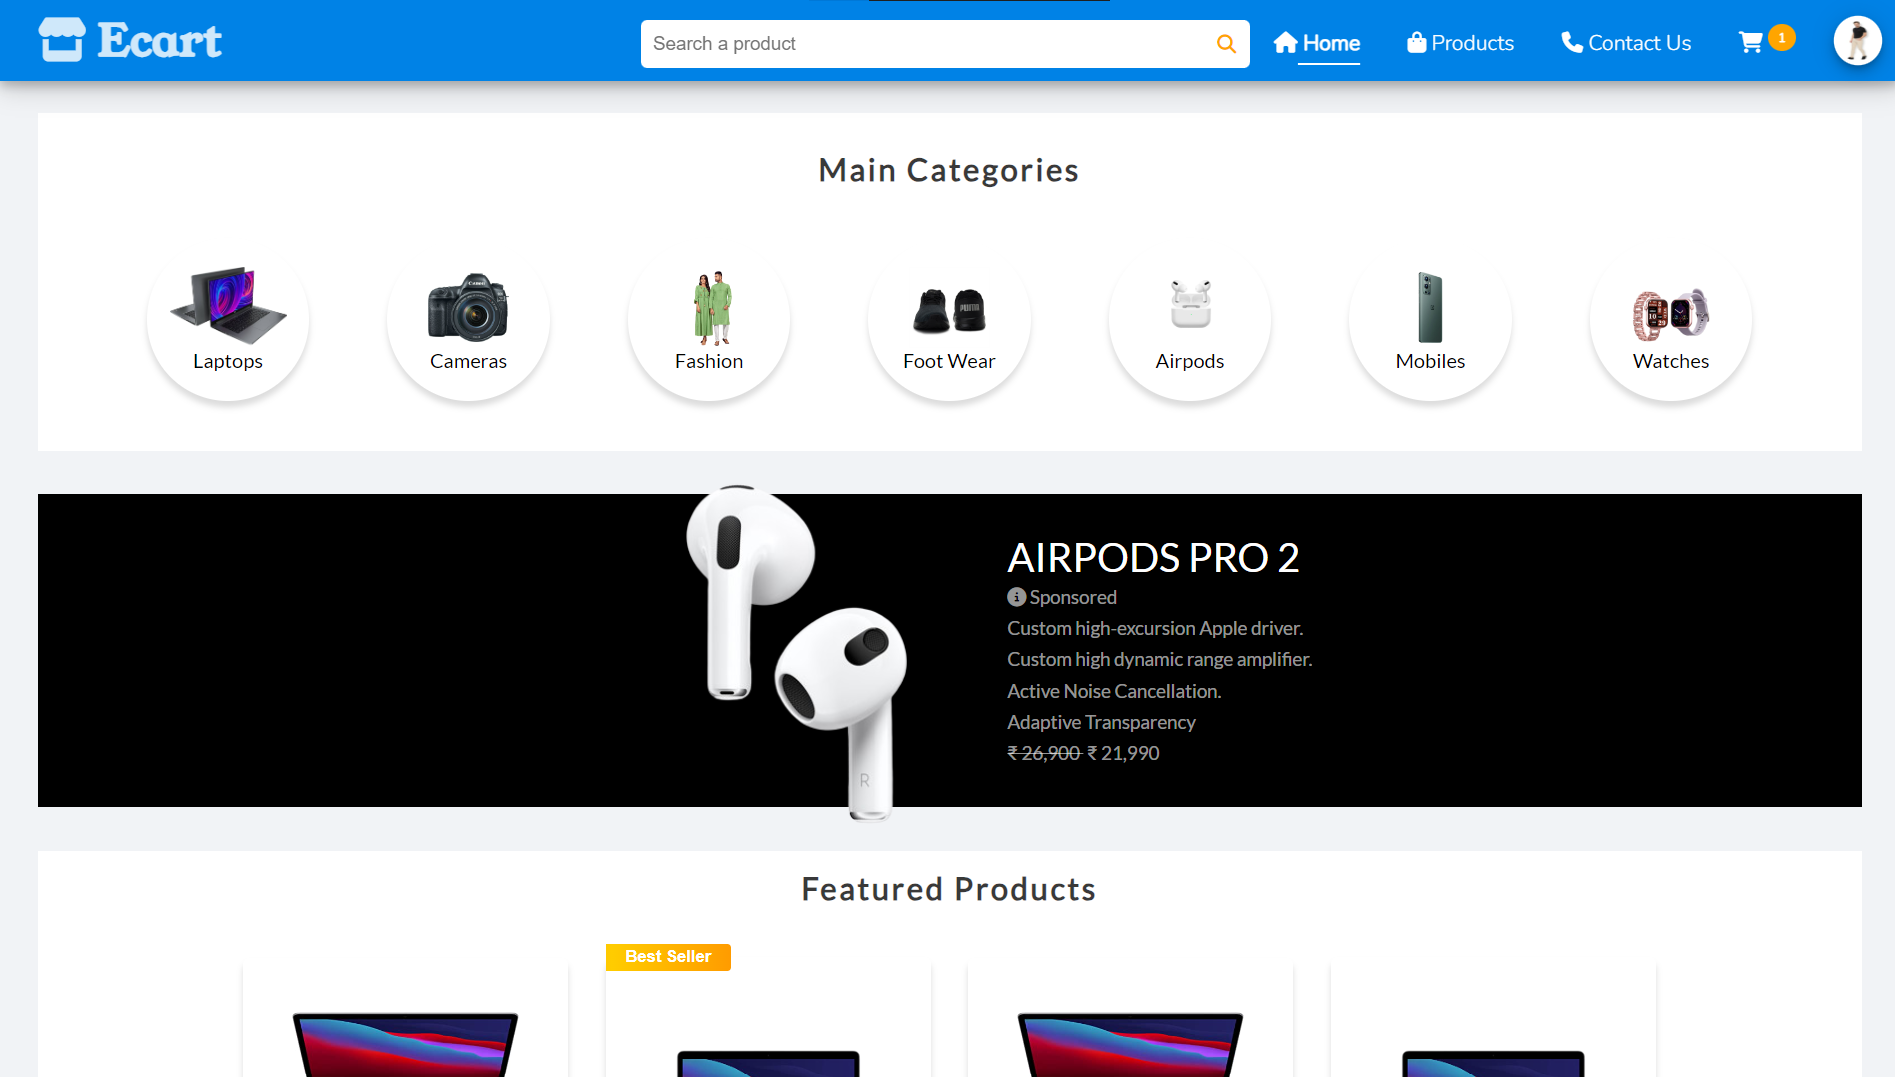 Ecart
Search a product
Home
Products
Contact Us
1
Main Categories
Laptops
Cameras
Fashion
Foot Wear
Airpods
Mobiles
Watches
AIRPODS PRO 2
Sponsored
Custom high-excursion Apple driver.
Custom high dynamic range amplifier.
Active Noise Cancellation.
Adaptive Transparency
₹ 26,900 ₹ 21,990
R
Featured Products
Best Seller